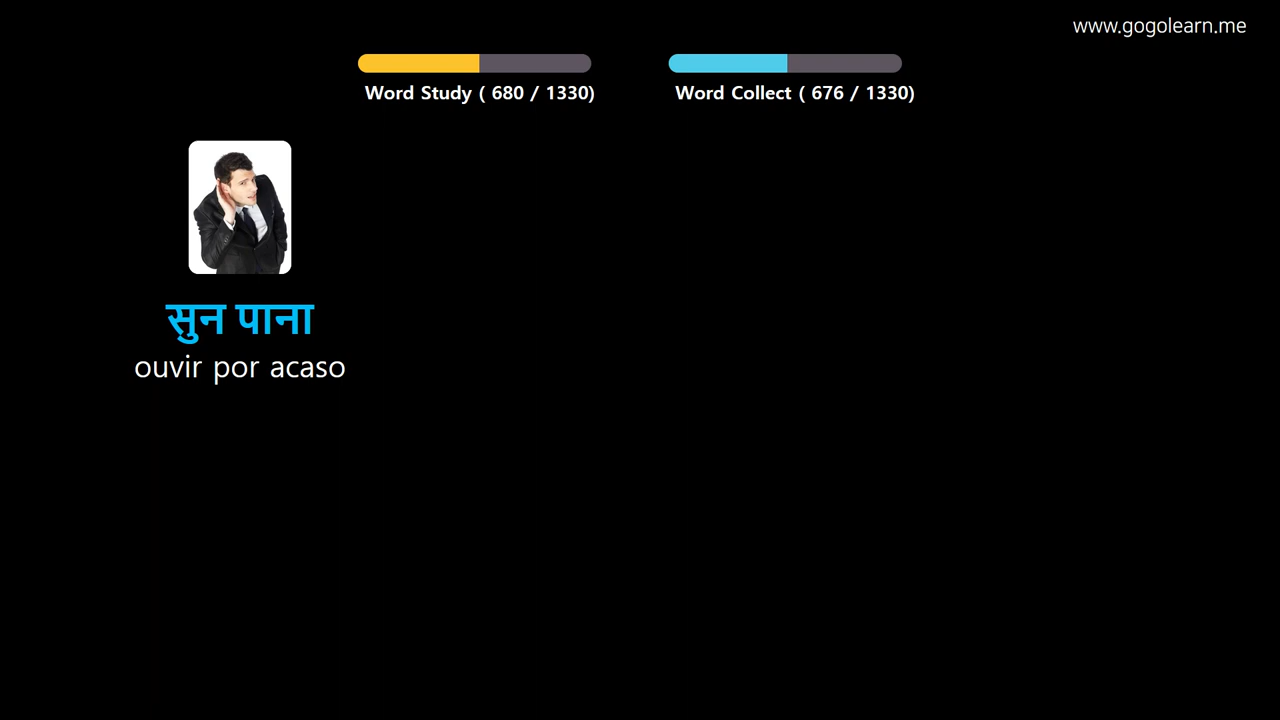 www.gogolearn.me
Word Study ( 680 / 1330)
Word Collect ( 676 / 1330)
सुन पाना
ouvir por acaso